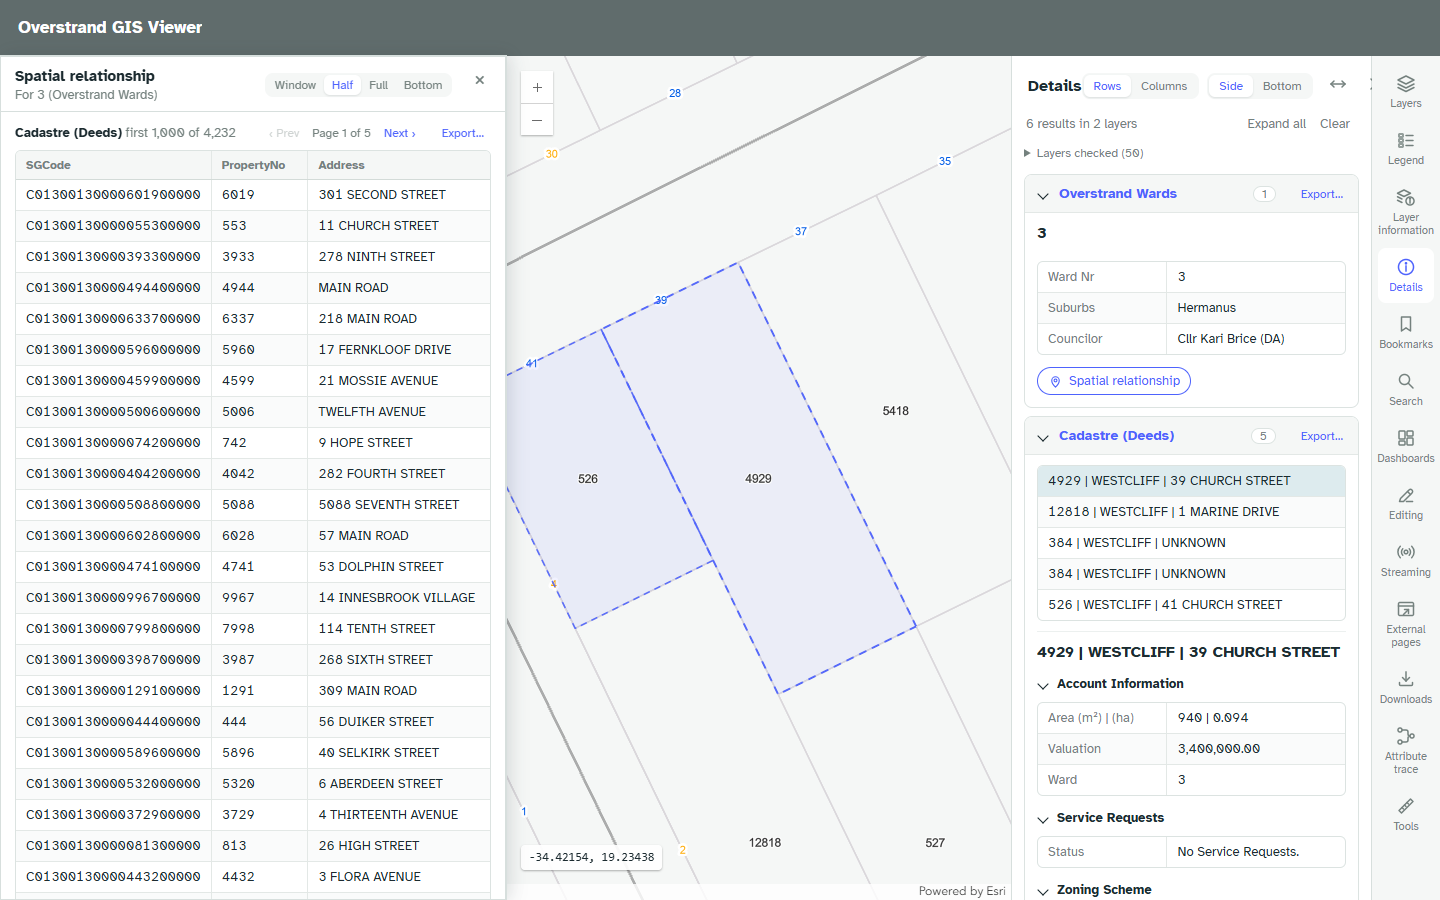 Overstrand GIS Viewer
Spatial relationship
For 3 (Overstrand Wards)
Window Half Full Bottom
Cadastre (Deeds) first 1,000 of 4,232
‹ Prev Page 1 of 5 Next › Export...
SGCode PropertyNo Address
C01300130000601900000 6019 301 SECOND STREET
C01300130000055300000 553 11 CHURCH STREET
C01300130000393300000 3933 278 NINTH STREET
C01300130000494400000 4944 MAIN ROAD
C01300130000633700000 6337 218 MAIN ROAD
C01300130000596000000 5960 17 FERNKLOOF DRIVE
C01300130000459900000 4599 21 MOSSIE AVENUE
C01300130000500600000 5006 TWELFTH AVENUE
C01300130000074200000 742 9 HOPE STREET
C01300130000404200000 4042 282 FOURTH STREET
C01300130000508800000 5088 5088 SEVENTH STREET
C01300130000602800000 6028 57 MAIN ROAD
C01300130000474100000 4741 53 DOLPHIN STREET
C01300130000996700000 9967 14 INNESBROOK VILLAGE
C01300130000799800000 7998 114 TENTH STREET
C01300130000398700000 3987 268 SIXTH STREET
C01300130000129100000 1291 309 MAIN ROAD
C01300130000044400000 444 56 DUIKER STREET
C01300130000589600000 5896 40 SELKIRK STREET
C01300130000532000000 5320 6 ABERDEEN STREET
C01300130000372900000 3729 4 THIRTEENTH AVENUE
C01300130000081300000 813 26 HIGH STREET
C01300130000443200000 4432 3 FLORA AVENUE
28
30
35
37
39
41
5418
526
4929
4
1
2
12818
527
-34.42154, 19.23438
Powered by Esri
Details
Rows Columns
Side Bottom
6 results in 2 layers
Expand all Clear
Layers checked (50)
Overstrand Wards 1 Export...
3
Ward Nr 3
Suburbs Hermanus
Councilor Cllr Kari Brice (DA)
Spatial relationship
Cadastre (Deeds) 5 Export...
4929 | WESTCLIFF | 39 CHURCH STREET
12818 | WESTCLIFF | 1 MARINE DRIVE
384 | WESTCLIFF | UNKNOWN
384 | WESTCLIFF | UNKNOWN
526 | WESTCLIFF | 41 CHURCH STREET
4929 | WESTCLIFF | 39 CHURCH STREET
Account Information
Area (m²) | (ha) 940 | 0.094
Valuation 3,400,000.00
Ward 3
Service Requests
Status No Service Requests.
Zoning Scheme
Layers
Legend
Layer
information
Details
Bookmarks
Search
Dashboards
Editing
Streaming
External
pages
Downloads
Attribute
trace
Tools